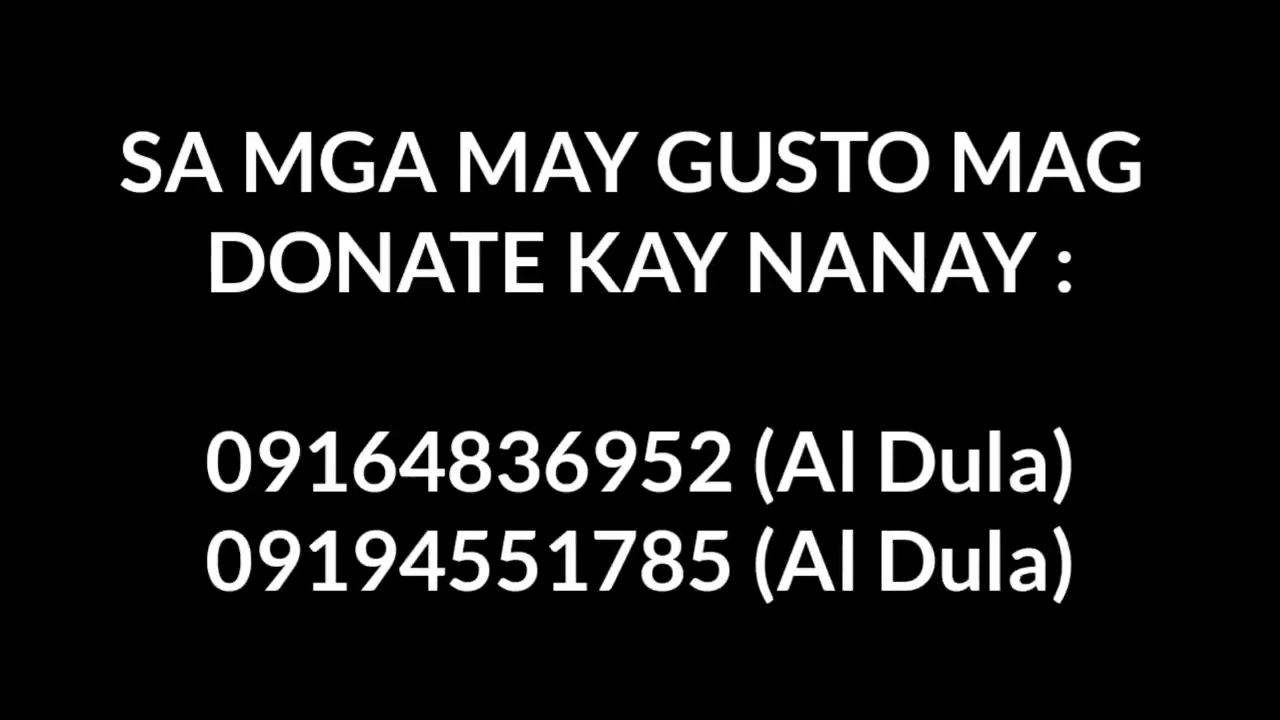 SA MGA MAY GUSTO MAG
DONATE KAY NANAY :
09164836952 (Al Dula)
09194551785 (Al Dula)